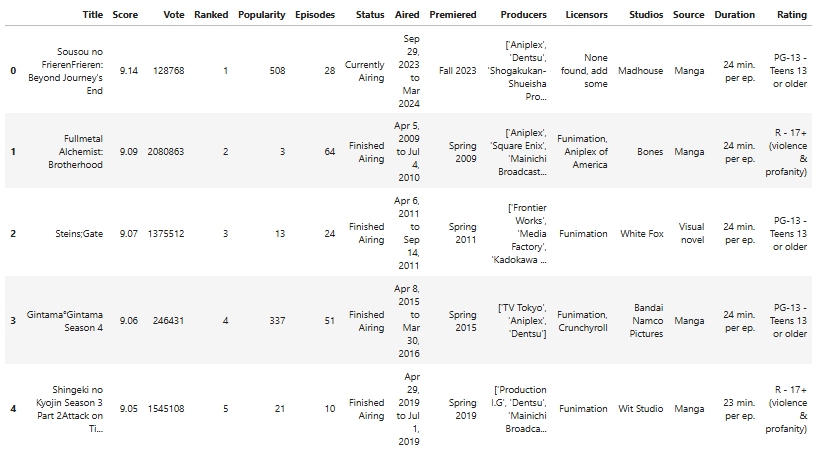 Title Score Vote Ranked Popularity Episodes Status Aired Premiered Producers Licensors Studios Source Duration Rating
0 Sousou no FrierenFrieren: Beyond Journey's End 9.14 128768 1 508 28 Currently Airing Sep 29, 2023 to Mar 2024 Fall 2023 ['Aniplex', 'Dentsu', 'Shogakukan-Shueisha Pro... None found, add some Madhouse Manga 24 min. per ep. PG-13 - Teens 13 or older
1 Fullmetal Alchemist: Brotherhood 9.09 2080863 2 3 64 Finished Airing Apr 5, 2009 to Jul 4, 2010 Spring 2009 ['Aniplex', 'Square Enix', 'Mainichi Broadcast... Funimation, Aniplex of America Bones Manga 24 min. per ep. R - 17+ (violence & profanity)
2 Steins;Gate 9.07 1375512 3 13 24 Finished Airing Apr 6, 2011 to Sep 14, 2011 Spring 2011 ['Frontier Works', 'Media Factory', 'Kadokawa ... Funimation White Fox Visual novel 24 min. per ep. PG-13 - Teens 13 or older
3 Gintama°Gintama Season 4 9.06 246431 4 337 51 Finished Airing Apr 8, 2015 to Mar 30, 2016 Spring 2015 ['TV Tokyo', 'Aniplex', 'Dentsu'] Funimation, Crunchyroll Bandai Namco Pictures Manga 24 min. per ep. PG-13 - Teens 13 or older
4 Shingeki no Kyojin Season 3 Part 2Attack on Ti... 9.05 1545108 5 21 10 Finished Airing Apr 29, 2019 to Jul 1, 2019 Spring 2019 ['Production I.G', 'Dentsu', 'Mainichi Broadca... Funimation Wit Studio Manga 23 min. per ep. R - 17+ (violence & profanity)